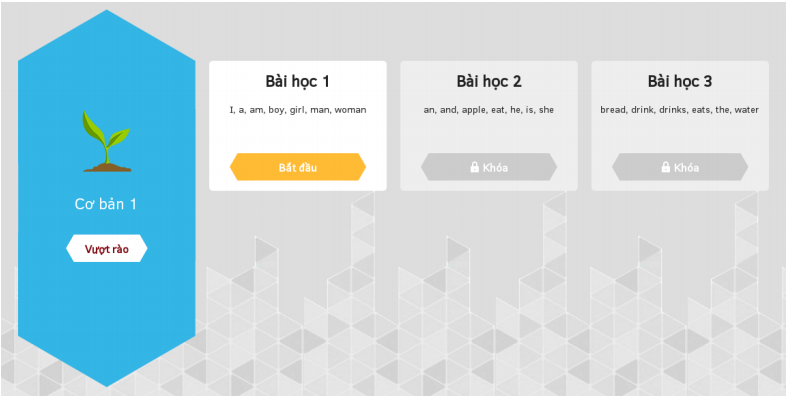 Cơ bản 1
Vượt rào
Bài học 1
I, a, am, boy, girl, man, woman
Bắt đầu
Bài học 2
an, and, apple, eat, he, is, she
Khóa
Bài học 3
bread, drink, drinks, eats, the, water
Khóa